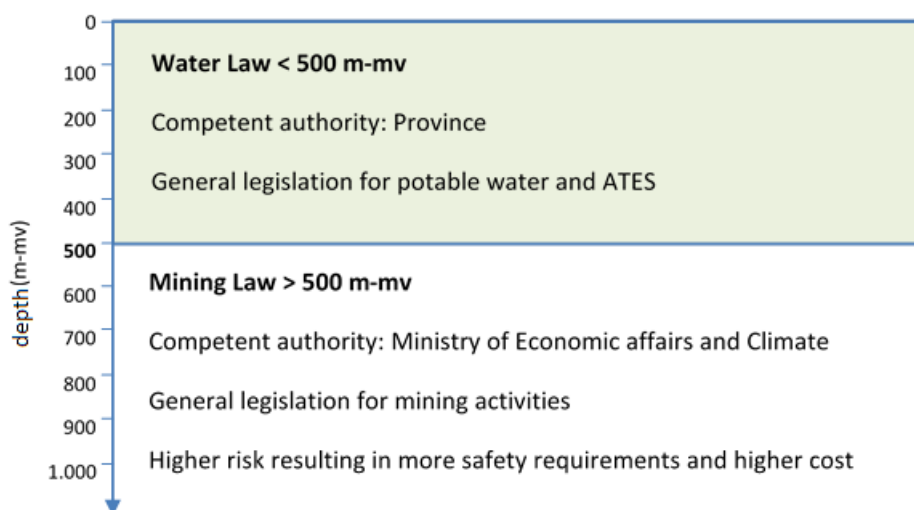 0
100
200
300
400
500
600
700
800
900
1.000
depth (m-mv)
Water Law < 500 m-mv
Competent authority: Province
General legislation for potable water and ATES
Mining Law > 500 m-mv
Competent authority: Ministry of Economic affairs and Climate
General legislation for mining activities
Higher risk resulting in more safety requirements and higher cost